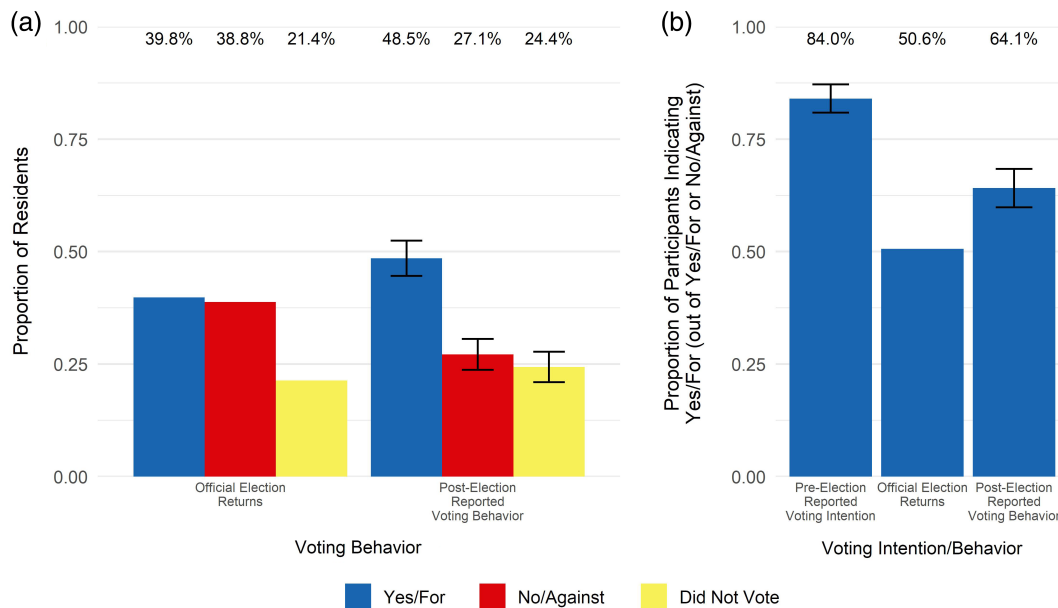 (a)
1.00
39.8%
38.8%
21.4%
48.5%
27.1%
24.4%
0.75
0.50
0.25
0.00
Proportion of Residents
Official Election
Returns
Post-Election
Reported
Voting Behavior
Voting Behavior
(b)
1.00
84.0%
50.6%
64.1%
0.75
0.50
0.25
0.00
Proportion of Participants Indicating
Yes/For (out of Yes/For or No/Against)
Pre-Election
Reported
Voting Intention
Official Election
Returns
Post-Election
Reported
Voting Behavior
Voting Intention/Behavior
Yes/For
No/Against
Did Not Vote